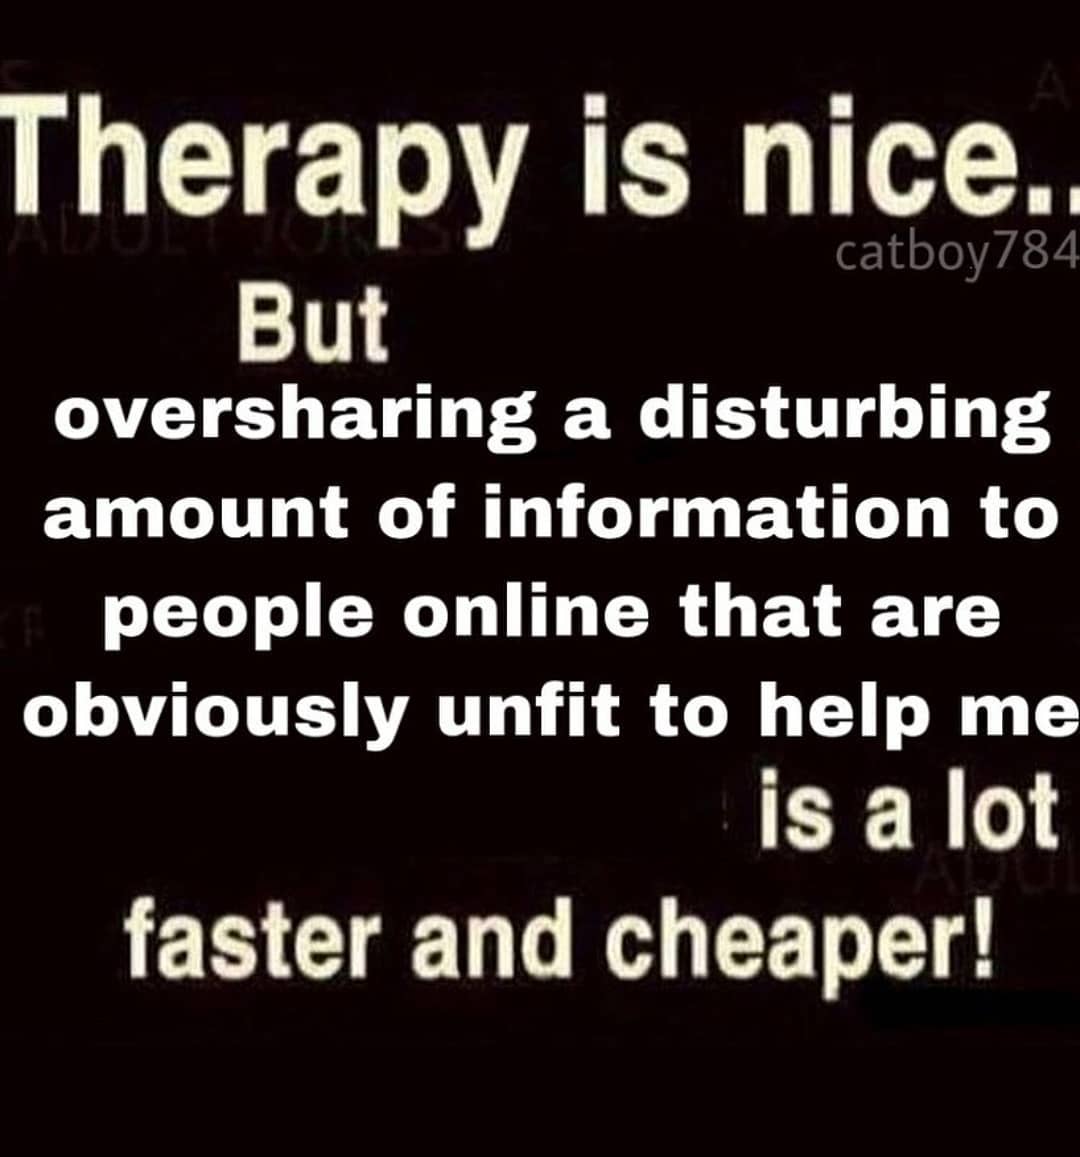 Therapy is nice..
catboy784
But
oversharing a disturbing
amount of information to
people online that are
obviously unfit to help me
is a lot
faster and cheaper!